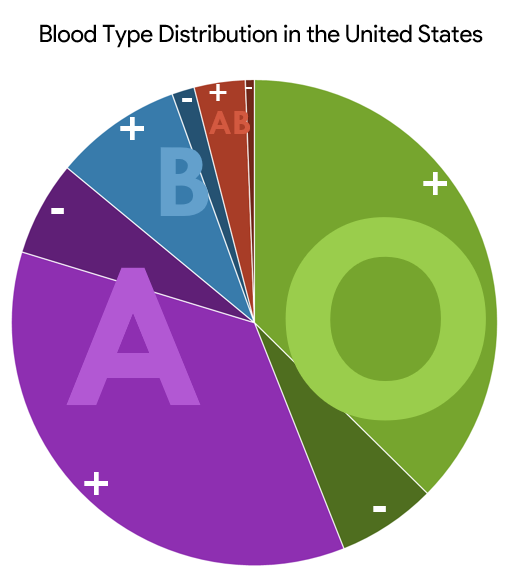 Blood Type Distribution in the United States
- + -
+ AB
B +
-
A O
+
-